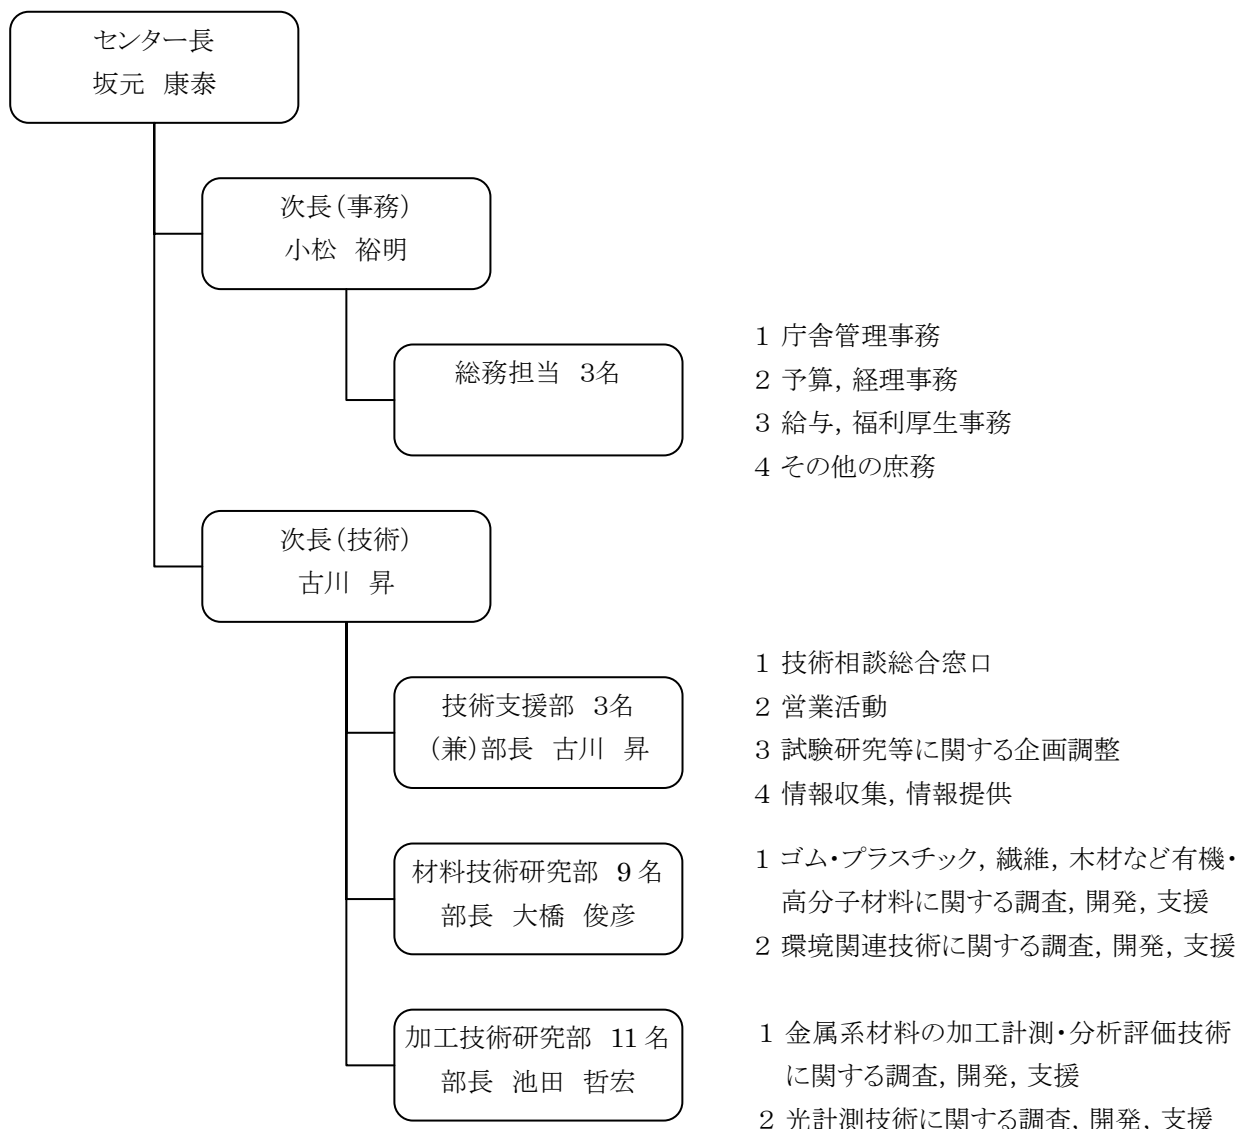 センター長
坂元 康泰
次長(事務)
小松 裕明
総務担当 3名
1 庁舎管理事務
2 予算, 経理事務
3 給与, 福利厚生事務
4 その他の庶務
次長(技術)
古川 昇
技術支援部 3名
(兼)部長 古川 昇
1 技術相談総合窓口
2 営業活動
3 試験研究等に関する企画調整
4 情報収集, 情報提供
材料技術研究部 9名
部長 大橋 俊彦
1 ゴム・プラスチック, 繊維, 木材など有機・
高分子材料に関する調査, 開発, 支援
2 環境関連技術に関する調査, 開発, 支援
加工技術研究部 11名
部長 池田 哲宏
1 金属系材料の加工計測・分析評価技術
に関する調査, 開発, 支援
2 光計測技術に関する調査, 開発, 支援